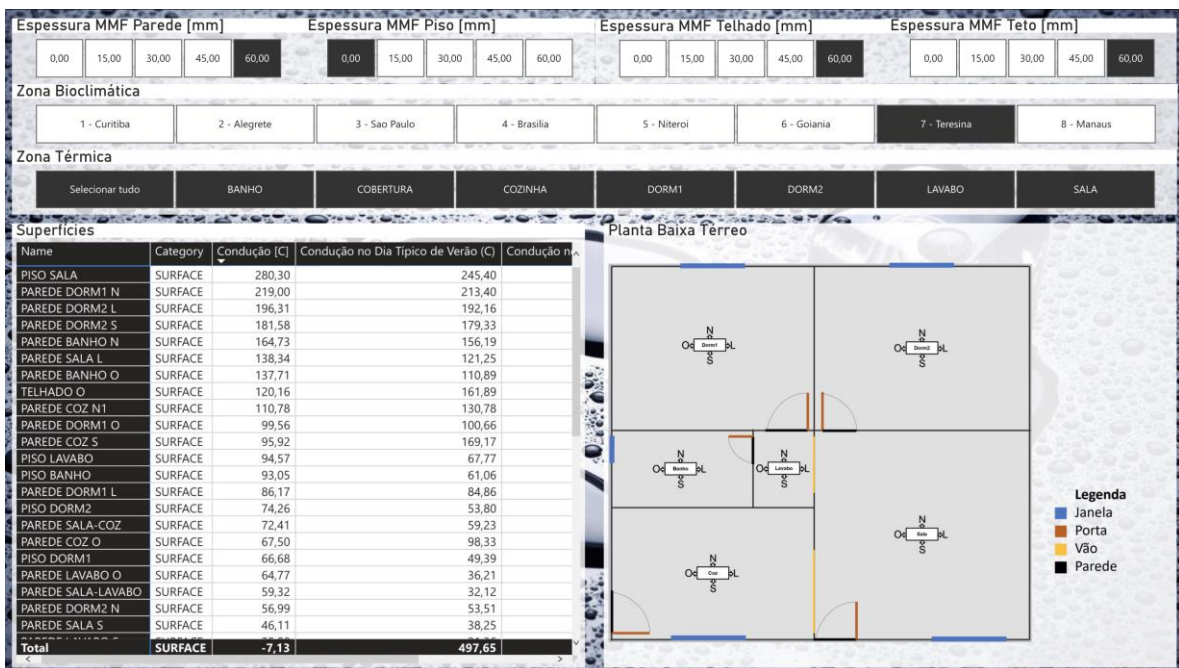 Espessura MMF Parede [mm] Espessura MMF Piso [mm] Espessura MMF Telhado [mm] Espessura MMF Teto [mm]
0,00 15,00 30,00 45,00 60,00 0,00 15,00 30,00 45,00 60,00 0,00 15,00 30,00 45,00 60,00 0,00 15,00 30,00 45,00 60,00
Zona Bioclimática
1 - Curitiba 2 - Alegrete 3 - Sao Paulo 4 - Brasilia 5 - Niteroi 6 - Goiania 7 - Teresina 8 - Manaus
Zona Térmica
Selecionar tudo BANHO COBERTURA COZINHA DORM1 DORM2 LAVABO SALA
Superfícies
Name Category Condução [C] Condução no Dia Típico de Verão (C) Condução n
PISO SALA SURFACE 280,30 245,40
PAREDE DORM1 N SURFACE 219,00 213,40
PAREDE DORM2 L SURFACE 196,31 192,16
PAREDE DORM2 S SURFACE 181,58 179,33
PAREDE BANHO N SURFACE 164,73 156,19
PAREDE SALA L SURFACE 138,34 121,25
PAREDE BANHO O SURFACE 137,71 110,89
TELHADO O SURFACE 120,16 161,89
PAREDE COZ N1 SURFACE 110,78 130,78
PAREDE DORM1 O SURFACE 99,56 100,66
PAREDE COZ S SURFACE 95,92 169,17
PISO LAVABO SURFACE 94,57 67,77
PISO BANHO SURFACE 93,05 61,06
PAREDE DORM1 L SURFACE 86,17 84,86
PISO DORM2 SURFACE 74,26 53,80
PAREDE SALA-COZ SURFACE 72,41 59,23
PAREDE COZ O SURFACE 67,50 98,33
PISO DORM1 SURFACE 66,68 49,39
PAREDE LAVABO O SURFACE 64,77 36,21
PAREDE SALA-LAVABO SURFACE 59,32 32,12
PAREDE DORM2 N SURFACE 56,99 53,51
PAREDE SALA S SURFACE 46,11 38,25
Total SURFACE -7,13 497,65
Planta Baixa Térreo
N
O Dorm1 L
S
N
O Dorm2 L
S
N
O Banho L
S
N
O Lavabo L
S
N
O Sala L
S
N
O Coz L
S
Legenda
Janela
Porta
Vão
Parede